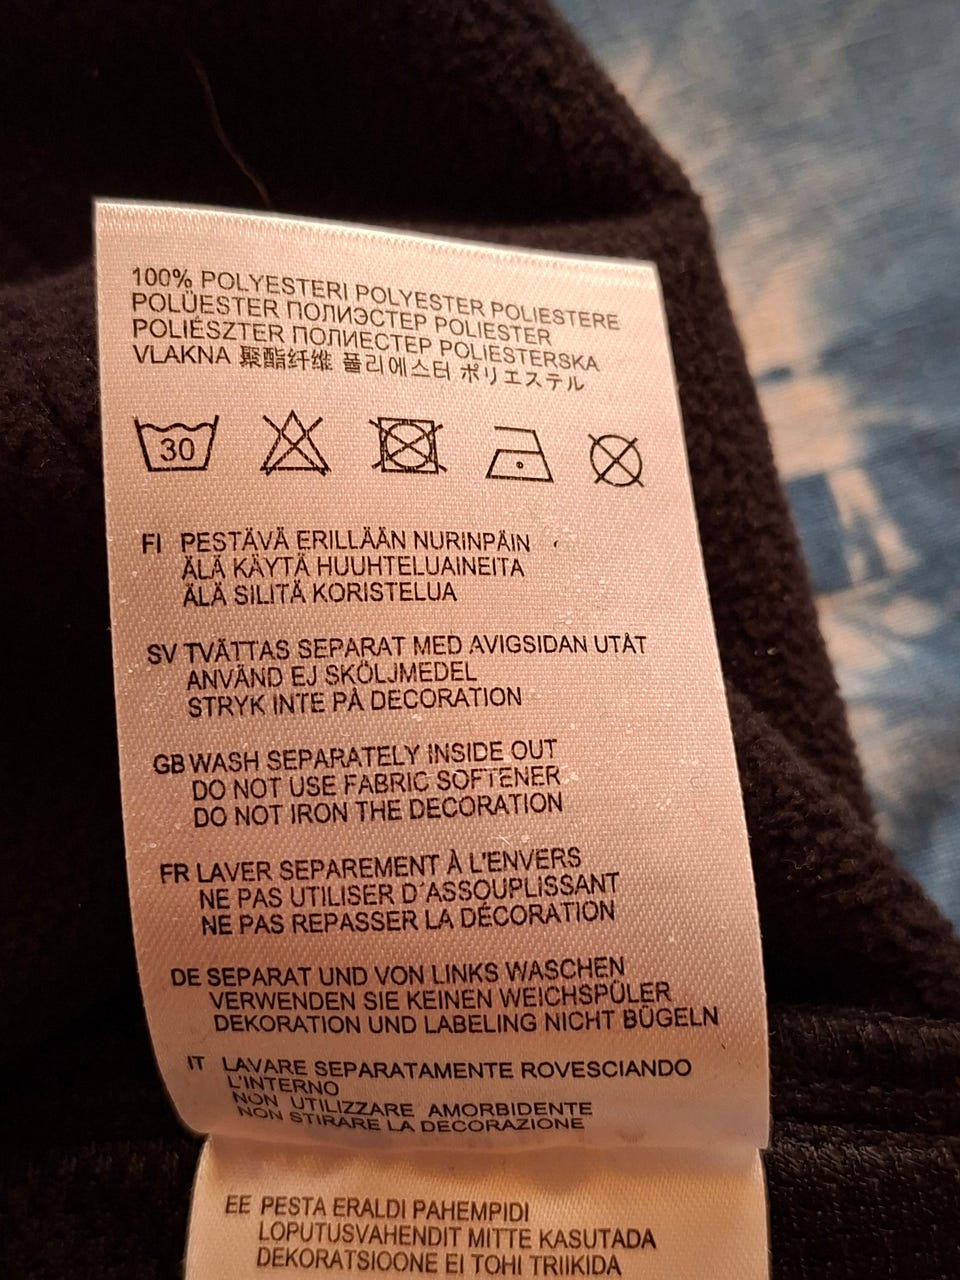 100% POLYESTERI POLYESTER POLIESTERE
POLÜESTER ПОЛИЭСТЕР POLIESTER
POLIÉSZTER ПОЛИЕСТЕР POLIESTERSKA
VLAKNA 聚酯纤维 폴리에스터 ポリエステル
30
FI PESTÄVÄ ERILLÄÄN NURINPÄIN
ÄLÄ KÄYTÄ HUUHTELUAINEITA
ÄLÄ SILITÄ KORISTELUA
SV TVÄTTAS SEPARAT MED AVIGSIDAN UTÅT
ANVÄND EJ SKÖLJMEDEL
STRYK INTE PÅ DECORATION
GB WASH SEPARATELY INSIDE OUT
DO NOT USE FABRIC SOFTENER
DO NOT IRON THE DECORATION
FR LAVER SEPAREMENT À L'ENVERS
NE PAS UTILISER D'ASSOUPLISSANT
NE PAS REPASSER LA DÉCORATION
DE SEPARAT UND VON LINKS WASCHEN
VERWENDEN SIE KEINEN WEICHSPÜLER
DEKORATION UND LABELING NICHT BÜGELN
IT LAVARE SEPARATAMENTE ROVESCIANDO
L'INTERNO
NON UTILIZZARE AMORBIDENTE
NON STIRARE LA DECORAZIONE
EE PESTA ERALDI PAHEMPIDI
LOPUTUSVAHENDIT MITTE KASUTADA
DEKORATSIOONE EI TOHI TRIIKIDA